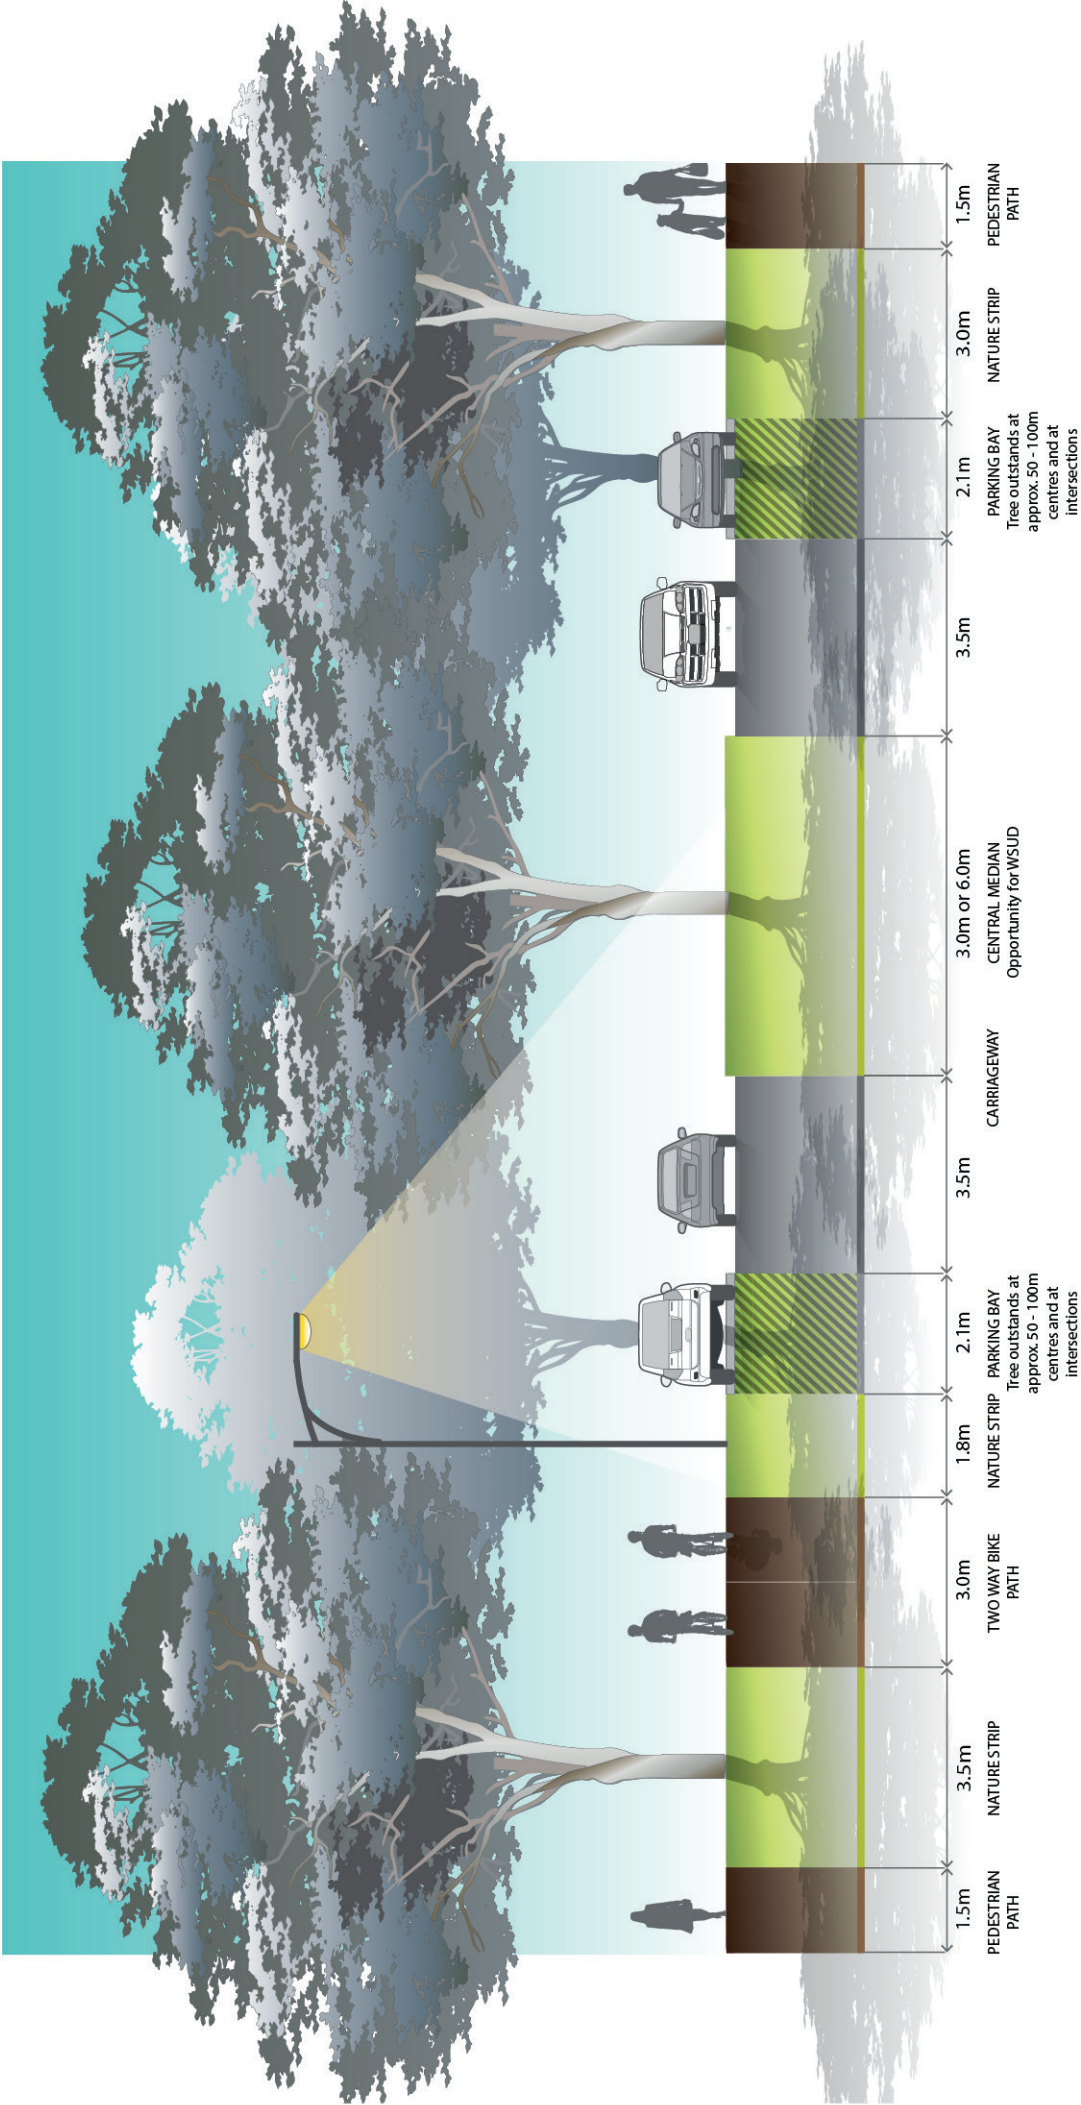 1.5m
3.5m
3.0m
1.8m
2.1m
3.5m
3.0m or 6.0m
3.5m
2.1m
3.0m
1.5m
PEDESTRIAN
PATH
NATURE STRIP
TWO WAY BIKE
PATH
NATURE STRIP
PARKING BAY
Tree outstands at
approx. 50 - 100m
centres and at
intersections
CARRIAGEWAY
CENTRAL MEDIAN
Opportunity for WSUD
PARKING BAY
Tree outstands at
approx. 50 - 100m
centres and at
intersections
NATURE STRIP
PEDESTRIAN
PATH